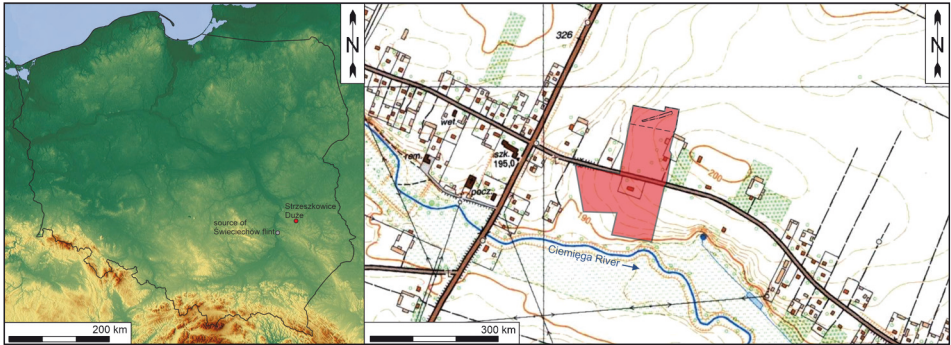 N
Strzeszkowice
Duże
source of
Świeciechów flint
200 km
N
326
wet.
rem.
szk.
195,0
pocz.
200
190
Ciemięga River
300 km